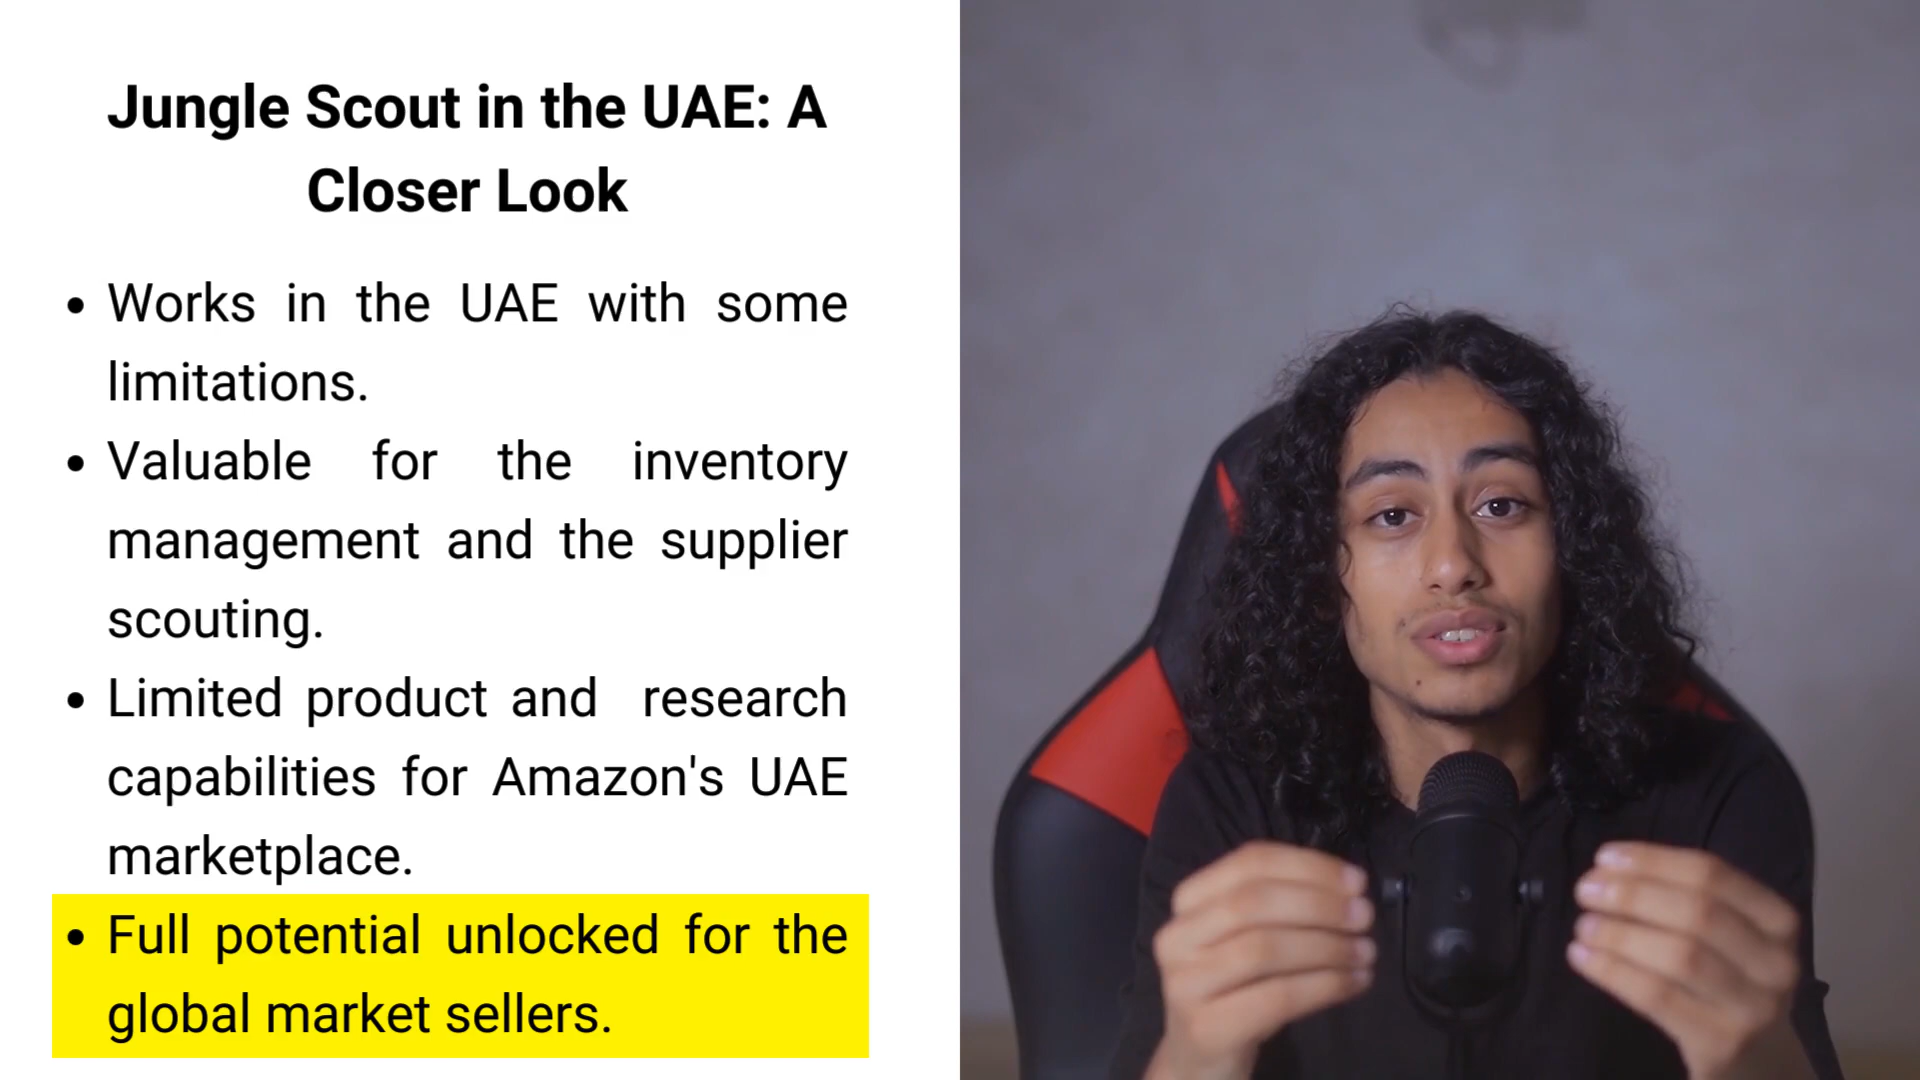 Jungle Scout in the UAE: A
Closer Look
• Works in the UAE with some
limitations.
• Valuable for the inventory
management and the supplier
scouting.
• Limited product and research
capabilities for Amazon's UAE
marketplace.
• Full potential unlocked for the
global market sellers.